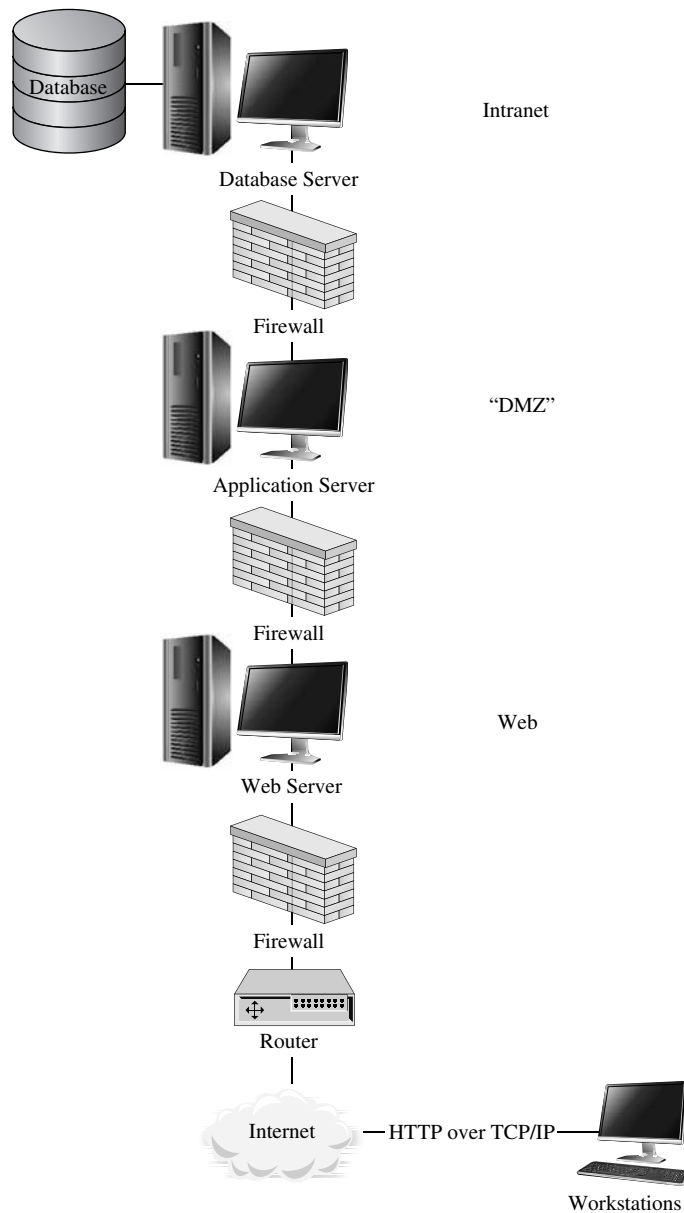 Database
Intranet
Database Server
Firewall
“DMZ”
Application Server
Firewall
Web
Web Server
Firewall
Router
Internet
HTTP over TCP/IP
Workstations